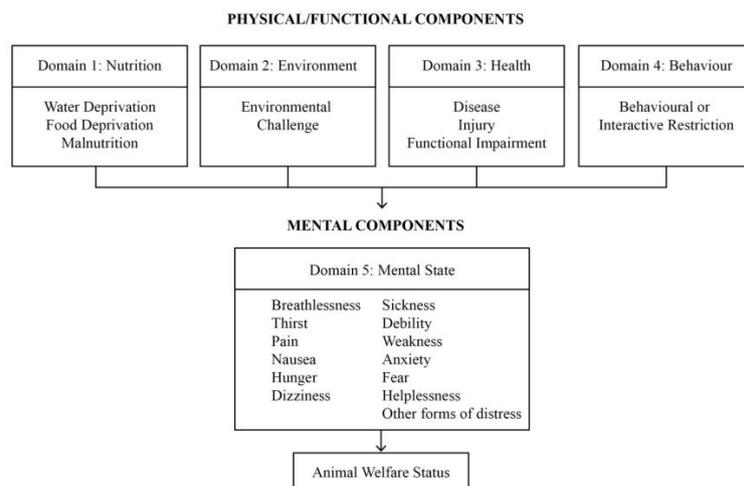 PHYSICAL/FUNCTIONAL COMPONENTS
Domain 1: Nutrition
Water Deprivation
Food Deprivation
Malnutrition
Domain 2: Environment
Environmental
Challenge
Domain 3: Health
Disease
Injury
Functional Impairment
Domain 4: Behaviour
Behavioural or
Interactive Restriction
MENTAL COMPONENTS
Domain 5: Mental State
Breathlessness
Thirst
Pain
Nausea
Hunger
Dizziness
Sickness
Debility
Weakness
Anxiety
Fear
Helplessness
Other forms of distress
Animal Welfare Status